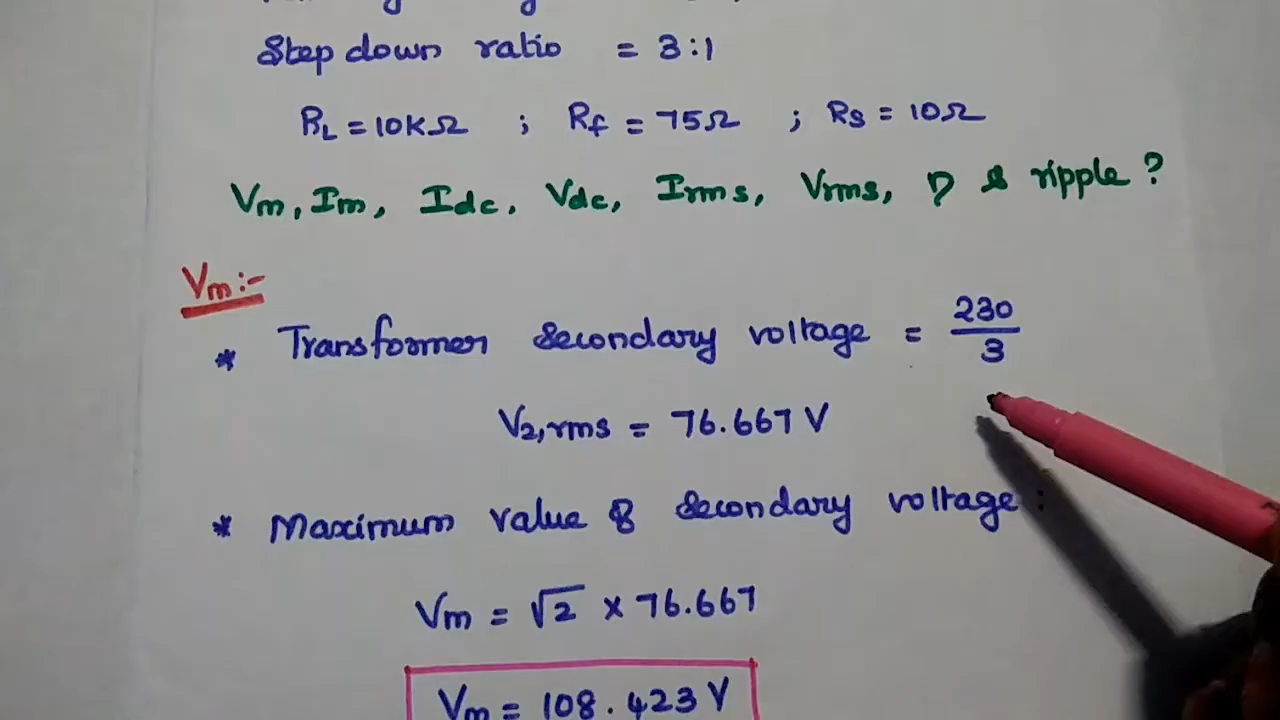 Step down ratio = 3:1
RL = 10KΩ ; Rf = 75Ω ; RS = 10Ω
Vm, Im, Idc, Vdc, Irms, Vrms, η & ripple ?
Vm :-
* Transformer secondary voltage = 230/3
V2,rms = 76.667 V
* Maximum value of secondary voltage :
Vm = √2 × 76.667
Vm = 108.423 V